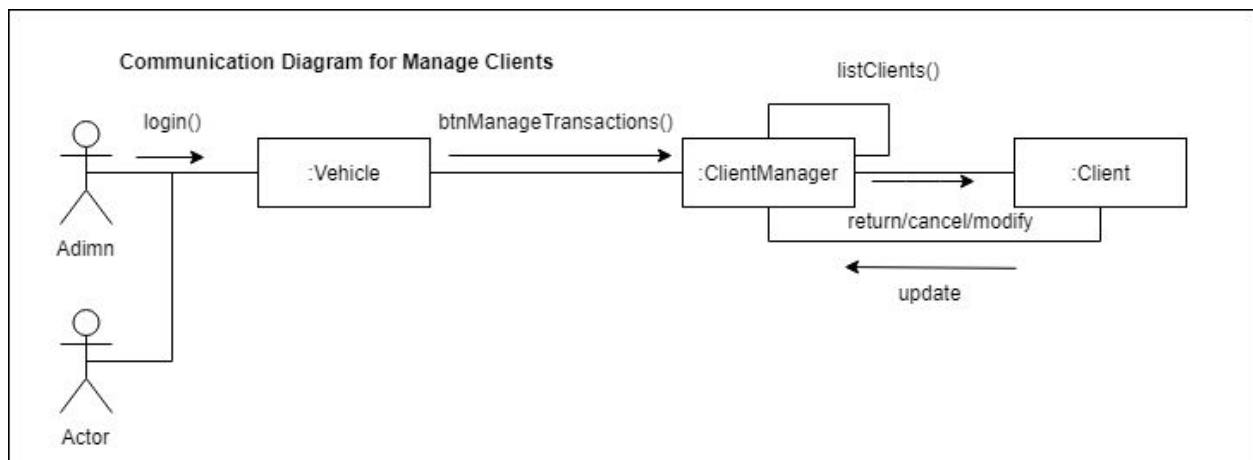 Communication Diagram for Manage Clients
listClients()
login()
btnManageTransactions()
:Vehicle
:ClientManager
:Client
return/cancel/modify
Adimn
update
Actor